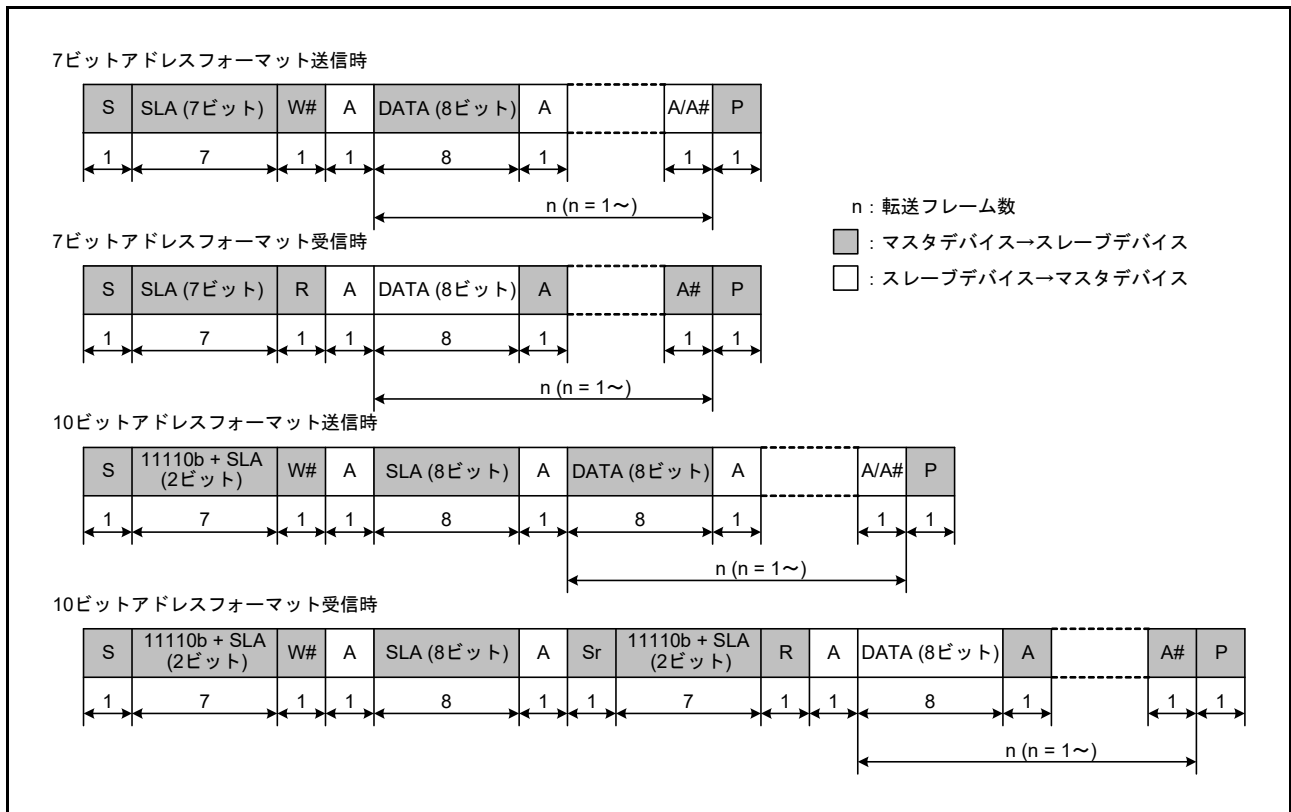 7ビットアドレスフォーマット送信時
S SLA (7ビット) W# A DATA (8ビット) A A/A# P
1 7 1 1 8 1 1 1
n (n = 1～)
n：転送フレーム数
：マスタデバイス→スレーブデバイス
：スレーブデバイス→マスタデバイス
7ビットアドレスフォーマット受信時
S SLA (7ビット) R A DATA (8ビット) A A# P
1 7 1 1 8 1 1 1
n (n = 1～)
10ビットアドレスフォーマット送信時
S 11110b + SLA (2ビット) W# A SLA (8ビット) A DATA (8ビット) A A/A# P
1 7 1 1 8 1 8 1 1 1
n (n = 1～)
10ビットアドレスフォーマット受信時
S 11110b + SLA (2ビット) W# A SLA (8ビット) A Sr 11110b + SLA (2ビット) R A DATA (8ビット) A A# P
1 7 1 1 8 1 1 7 1 1 8 1 1 1
n (n = 1～)